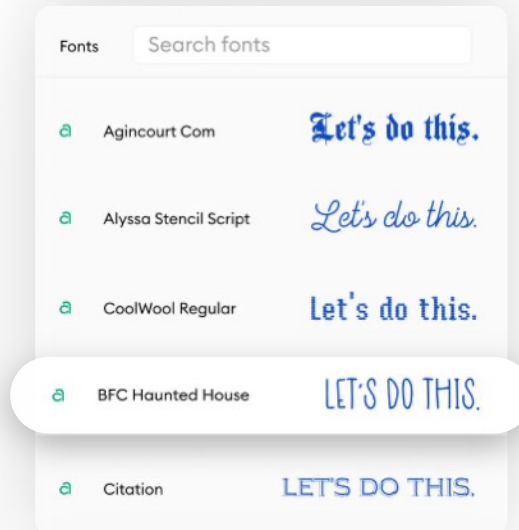 Fonts Search fonts
a Agincourt Com Let's do this.
a Alyssa Stencil Script Let's do this.
a CoolWool Regular Let's do this.
a BFC Haunted House LET'S DO THIS.
a Citation LET'S DO THIS.